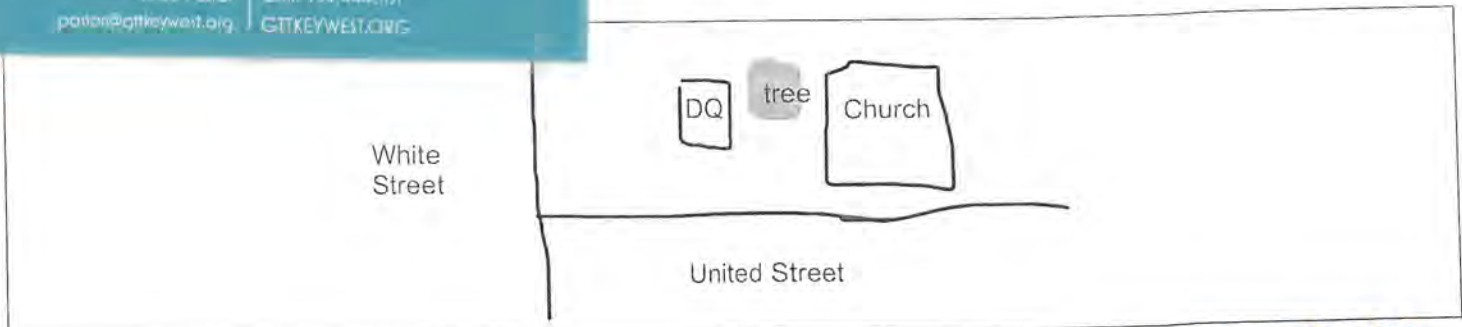 pastor@gttkeywest.org | GTTKEYWEST.ORG
DQ
tree
Church
White
Street
United Street